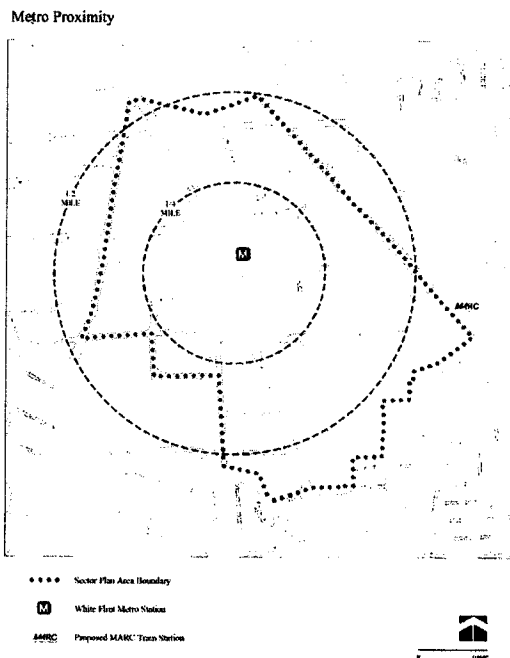 Metro Proximity
1/2
MILE
1/4
MILE
M
MARC
Sector Plan Area Boundary
M White Flint Metro Station
MARC Proposed MARC Train Station
0